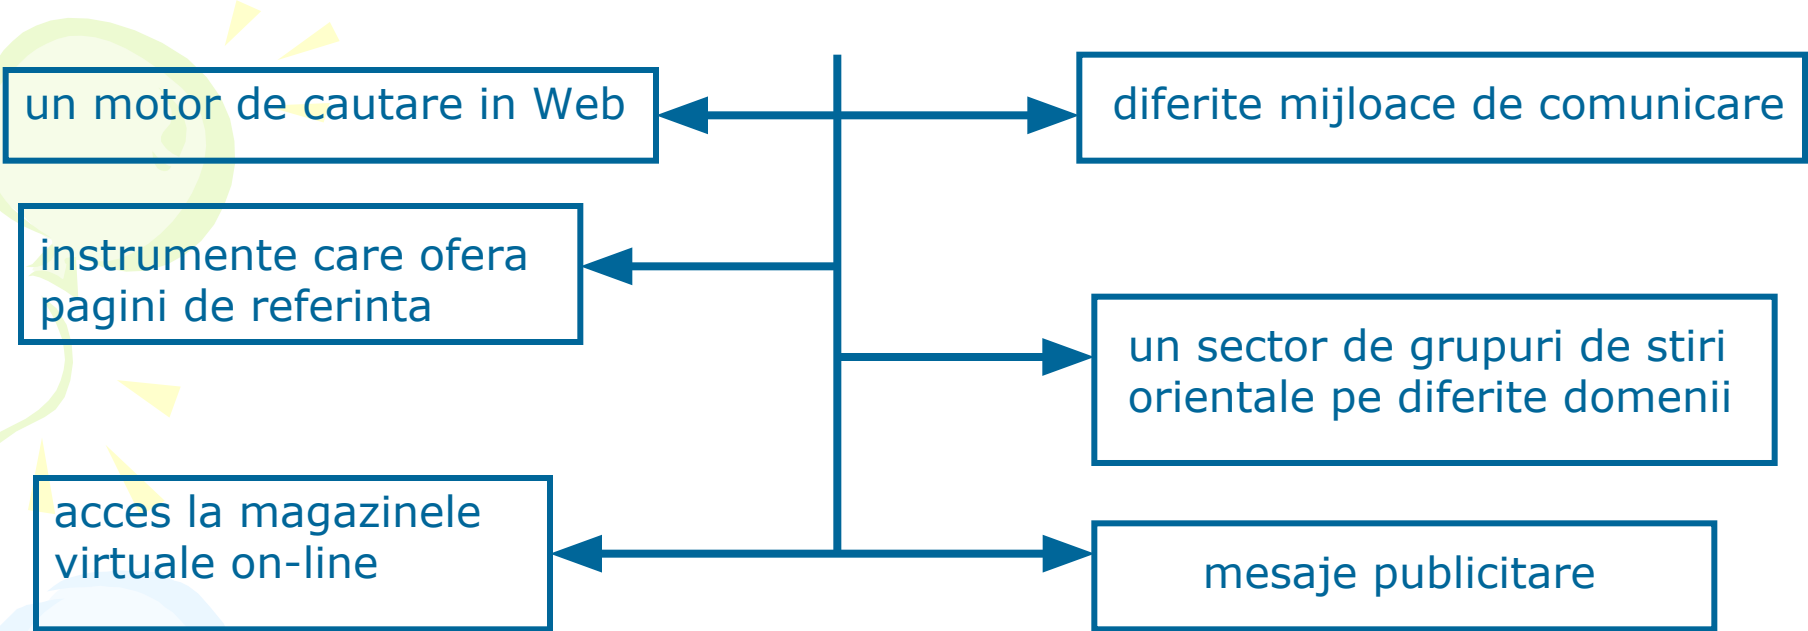 un motor de cautare in Web
diferite mijloace de comunicare
instrumente care ofera
pagini de referinta
un sector de grupuri de stiri
orientale pe diferite domenii
acces la magazinele
virtuale on-line
mesaje publicitare